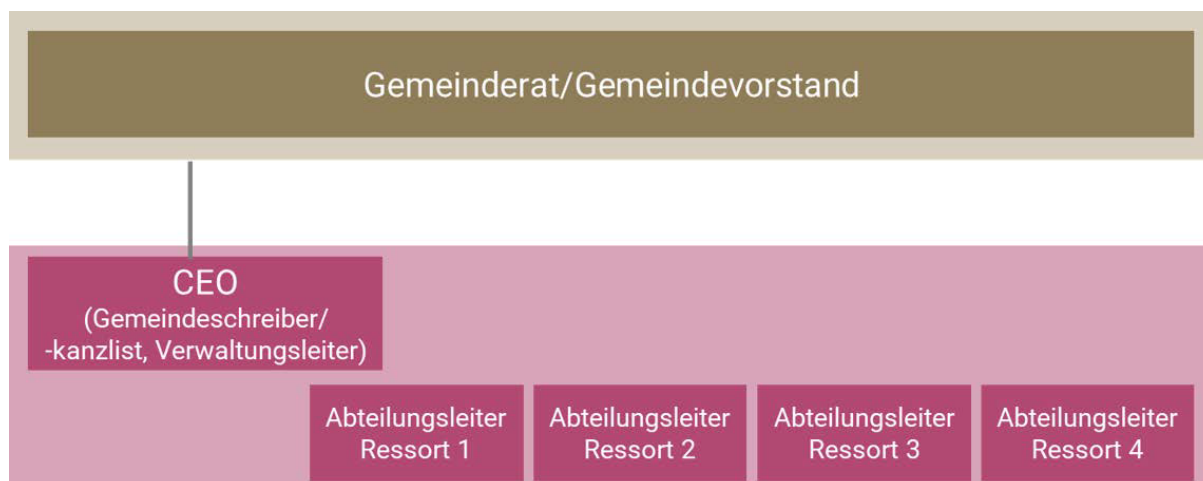 Gemeinderat/Gemeindevorstand
CEO
(Gemeindeschreiber/
-kanzlist, Verwaltungsleiter)
Abteilungsleiter
Ressort 1
Abteilungsleiter
Ressort 2
Abteilungsleiter
Ressort 3
Abteilungsleiter
Ressort 4